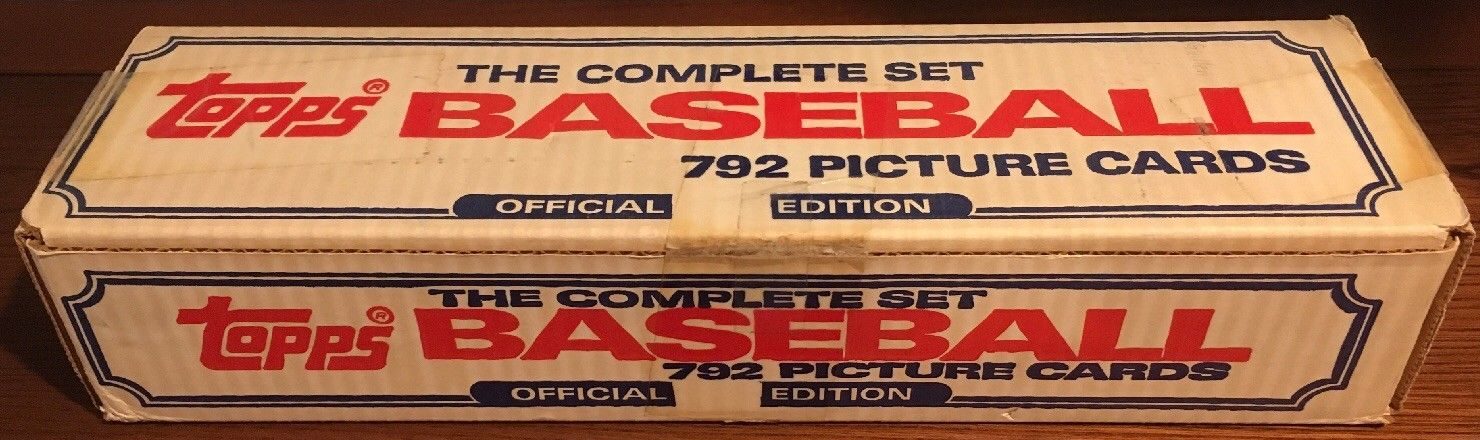 THE COMPLETE SET
topps® BASEBALL
792 PICTURE CARDS
OFFICIAL EDITION
THE COMPLETE SET
topps® BASEBALL
792 PICTURE CARDS
OFFICIAL EDITION